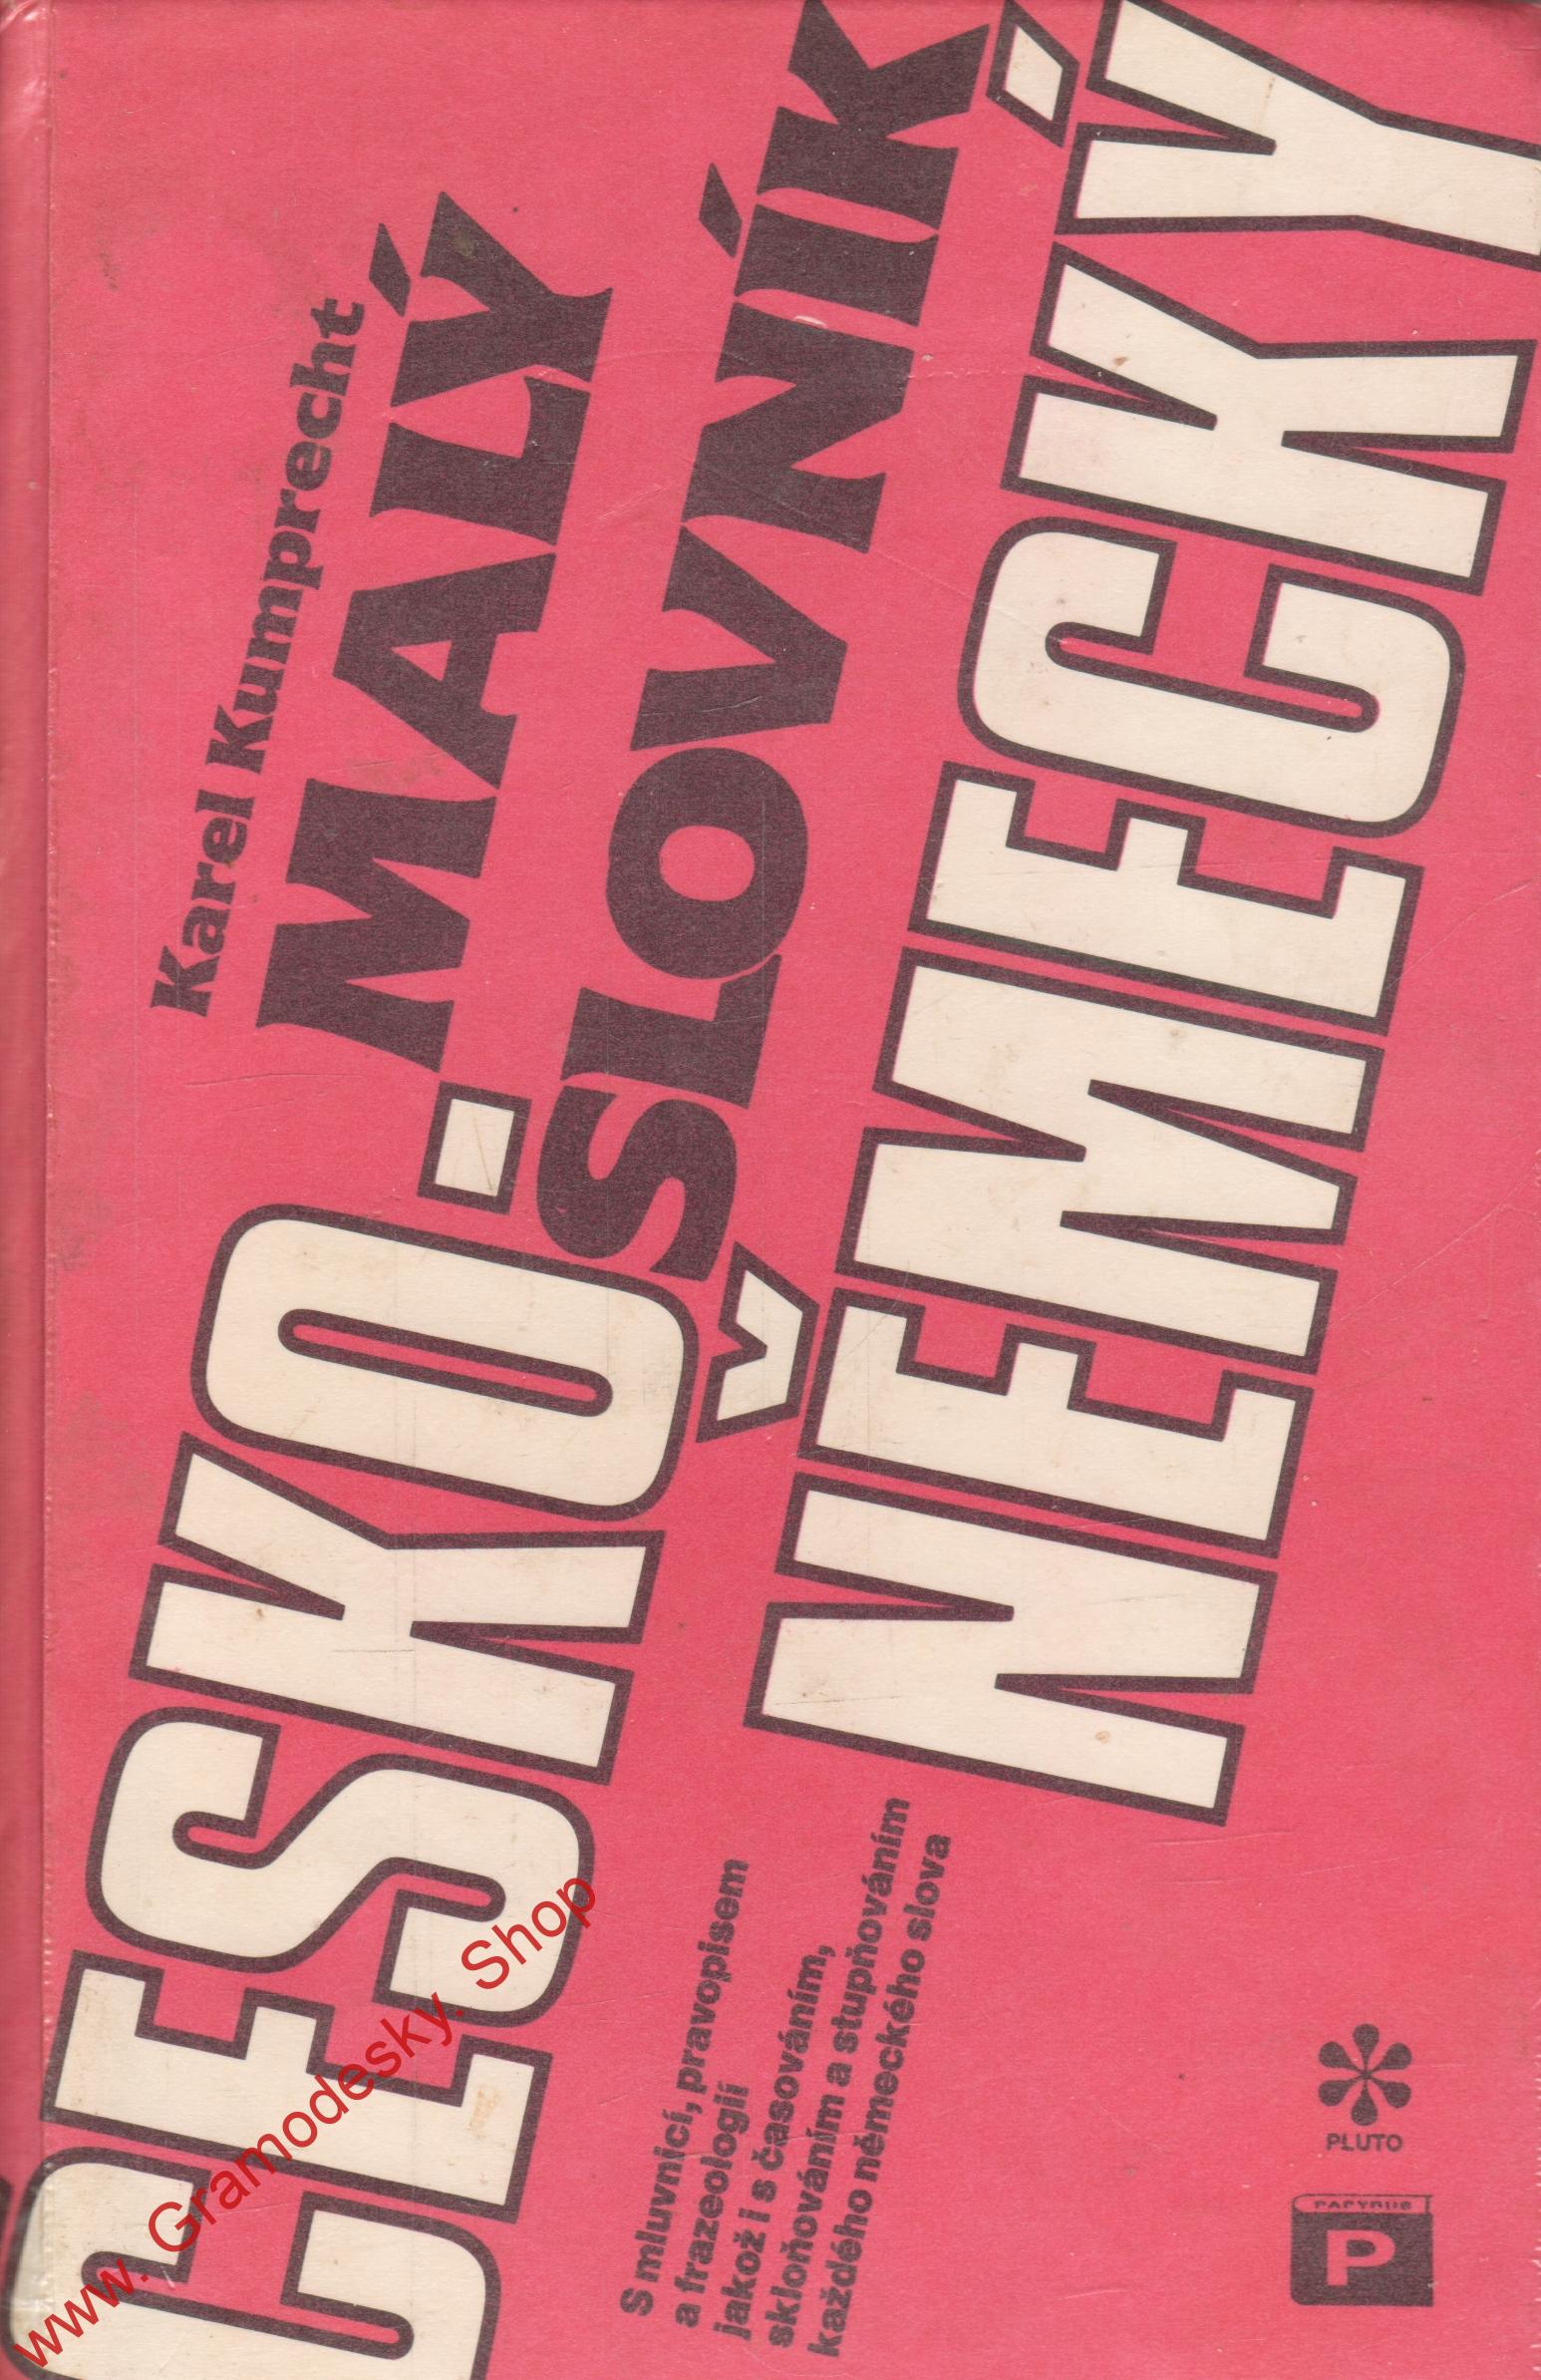 Karel Kumprecht
MALÝ
ČESKO-
SLOVNÍK
NĚMECKÝ
S mluvnicí, pravopisem
a frazeologií
jakož i s časováním,
skloňováním a stupňováním
každého německého slova
PLUTO
PAPYRUS
P
www. Gramodesky. Shop